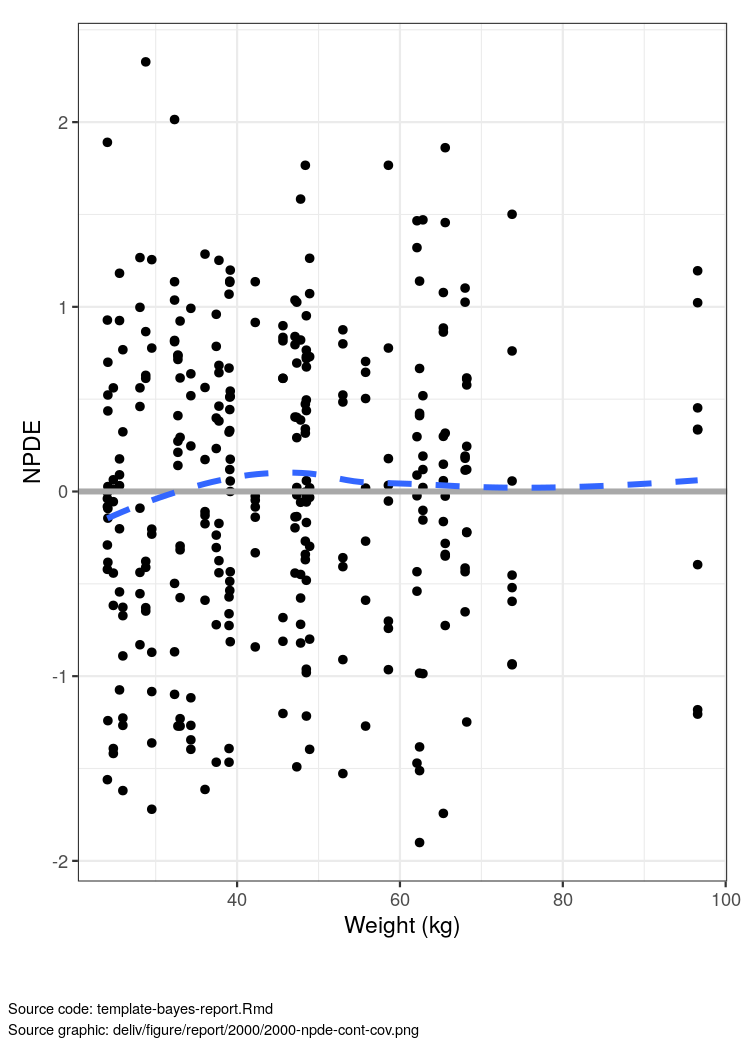 NPDE
2
1
0
-1
-2
40
60
80
100
Weight (kg)
Source code: template-bayes-report.Rmd
Source graphic: deliv/figure/report/2000/2000-npde-cont-cov.png